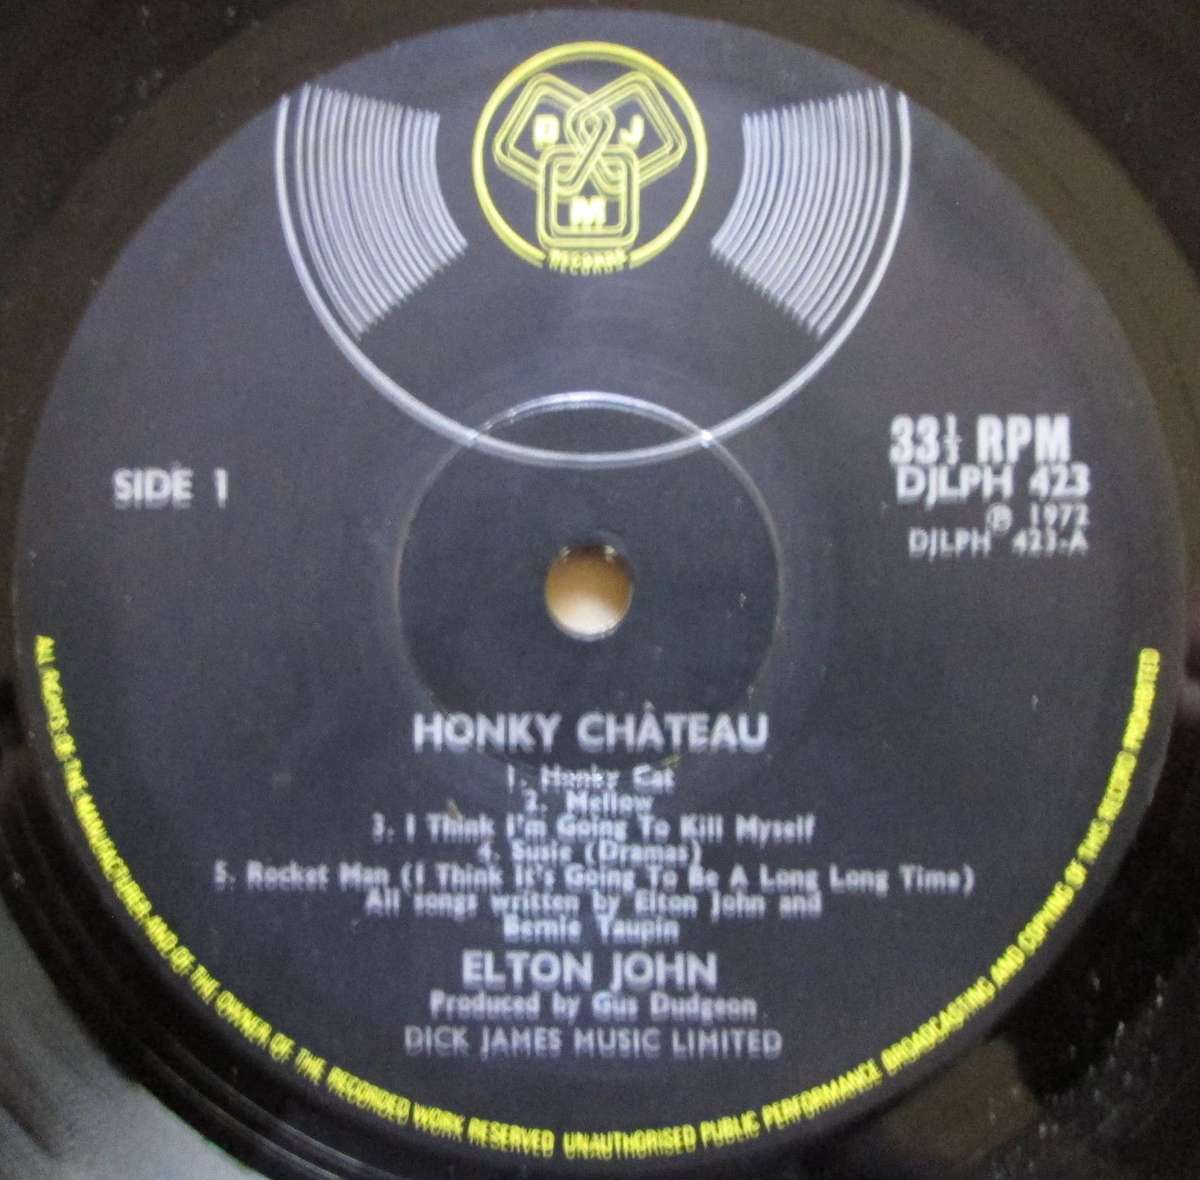 D J
M
RECORDS
33⅓ RPM
SIDE 1
DJLPH 423
Ⓟ 1972
DJLPH 423-A
HONKY CHÂTEAU
1. Honky Cat
2. Mellow
3. I Think I'm Going To Kill Myself
4. Susie (Dramas)
5. Rocket Man (I Think It's Going To Be A Long Long Time)
All songs written by Elton John and
Bernie Taupin
ELTON JOHN
Produced by Gus Dudgeon
DICK JAMES MUSIC LIMITED
ALL RIGHTS OF THE MANUFACTURER AND OF THE OWNER OF THE RECORDED WORK RESERVED UNAUTHORISED PUBLIC PERFORMANCE BROADCASTING AND COPYING OF THIS RECORD PROHIBITED